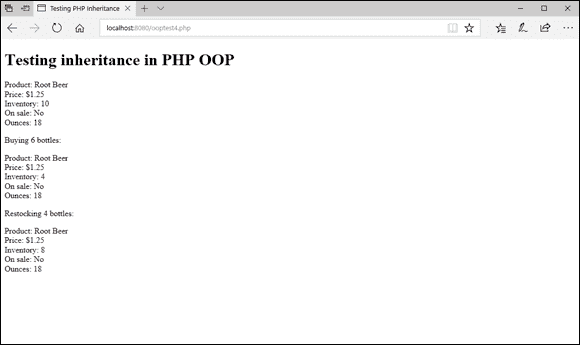 Testing PHP Inheritance
localhost:8080/ooptest4.php
Testing inheritance in PHP OOP
Product: Root Beer
Price: $1.25
Inventory: 10
On sale: No
Ounces: 18
Buying 6 bottles:
Product: Root Beer
Price: $1.25
Inventory: 4
On sale: No
Ounces: 18
Restocking 4 bottles:
Product: Root Beer
Price: $1.25
Inventory: 8
On sale: No
Ounces: 18